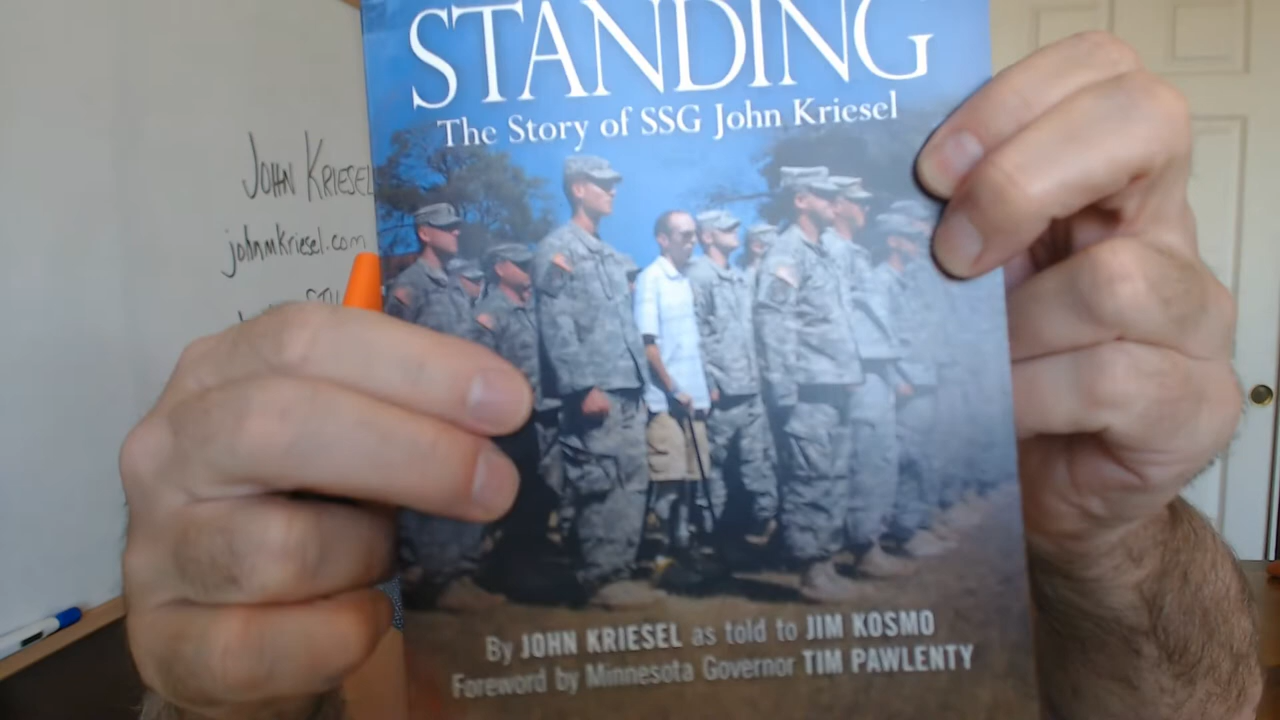 STANDING
The Story of SSG John Kriesel
JOHN KRIESEL
johnmkriesel.com
By JOHN KRIESEL as told to JIM KOSMO
Foreword by Minnesota Governor TIM PAWLENTY